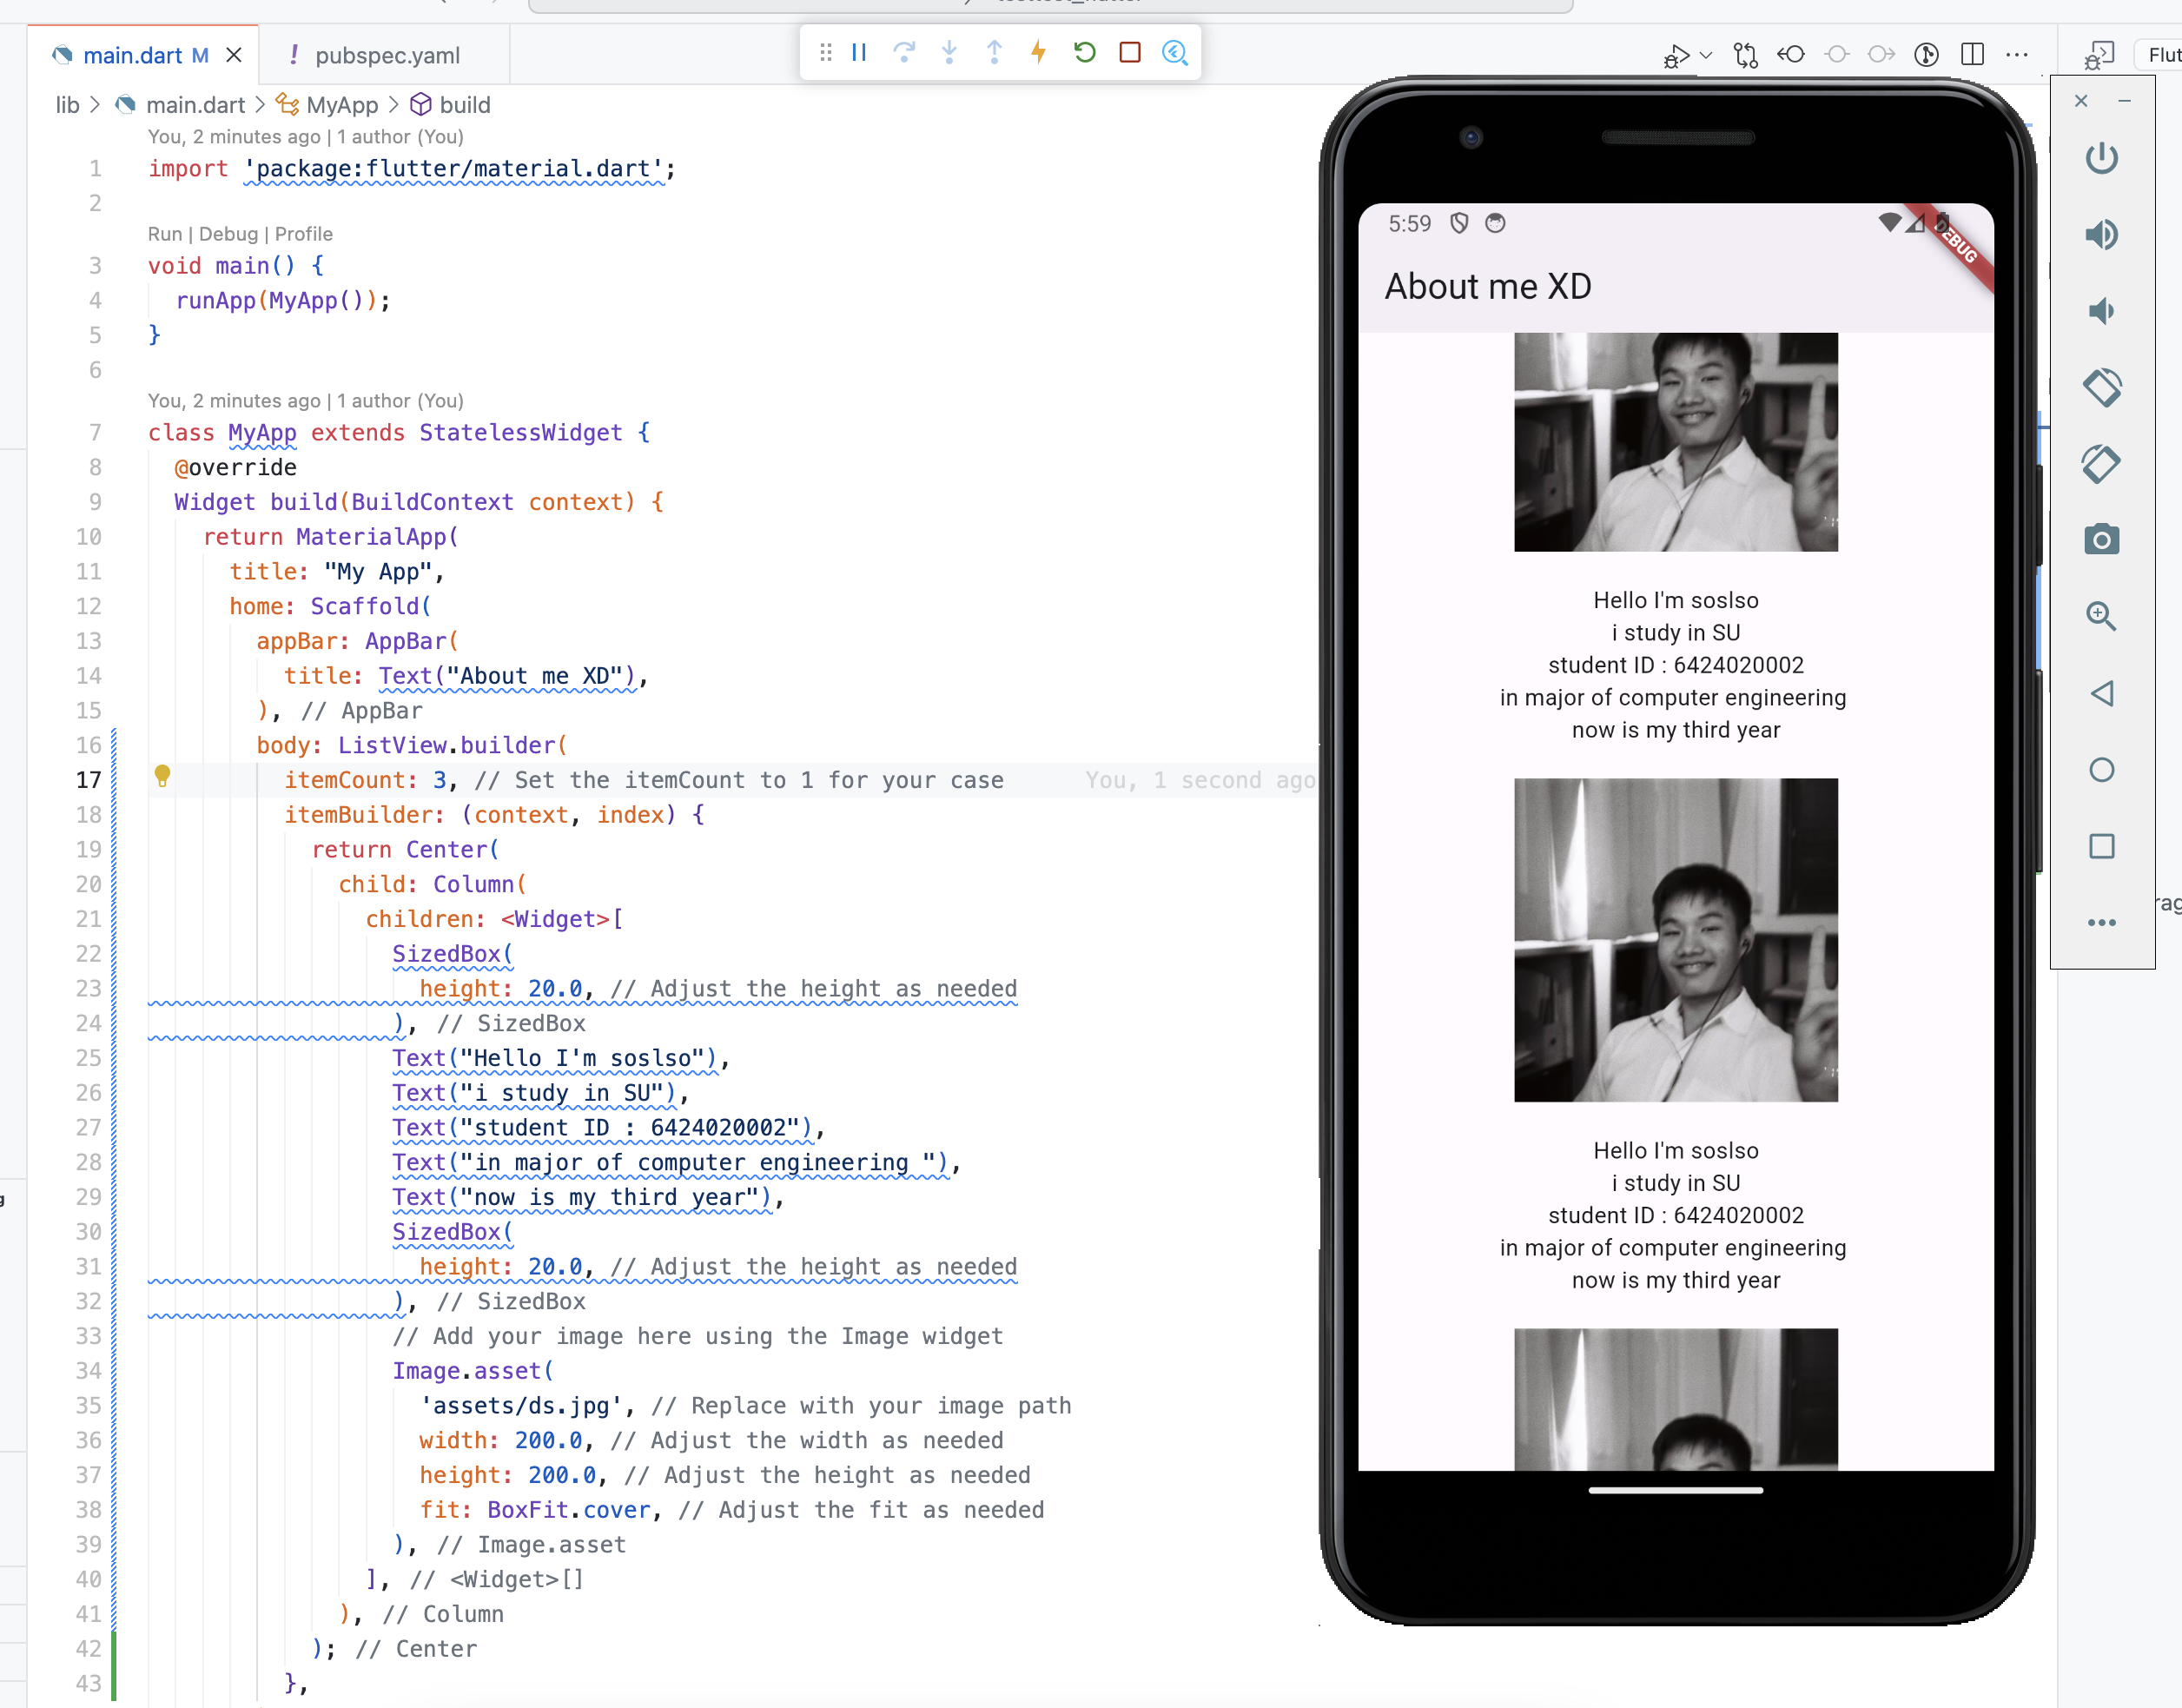 main.dart M
pubspec.yaml
Flut
lib > main.dart > MyApp > build
You, 2 minutes ago | 1 author (You)
1 import 'package:flutter/material.dart';
2
Run | Debug | Profile
3 void main() {
4 runApp(MyApp());
5 }
6
You, 2 minutes ago | 1 author (You)
7 class MyApp extends StatelessWidget {
8 @override
9 Widget build(BuildContext context) {
10 return MaterialApp(
11 title: "My App",
12 home: Scaffold(
13 appBar: AppBar(
14 title: Text("About me XD"),
15 ), // AppBar
16 body: ListView.builder(
17 itemCount: 3, // Set the itemCount to 1 for your case You, 1 second ago
18 itemBuilder: (context, index) {
19 return Center(
20 child: Column(
21 children: <Widget>[
22 SizedBox(
23 height: 20.0, // Adjust the height as needed
24 ), // SizedBox
25 Text("Hello I'm soslso"),
26 Text("i study in SU"),
27 Text("student ID : 6424020002"),
28 Text("in major of computer engineering "),
29 Text("now is my third year"),
30 SizedBox(
31 height: 20.0, // Adjust the height as needed
32 ), // SizedBox
33 // Add your image here using the Image widget
34 Image.asset(
35 'assets/ds.jpg', // Replace with your image path
36 width: 200.0, // Adjust the width as needed
37 height: 200.0, // Adjust the height as needed
38 fit: BoxFit.cover, // Adjust the fit as needed
39 ), // Image.asset
40 ], // <Widget>[]
41 ), // Column
42 ); // Center
43 },
5:59
DEBUG
About me XD
Hello I'm soslso
i study in SU
student ID : 6424020002
in major of computer engineering
now is my third year
Hello I'm soslso
i study in SU
student ID : 6424020002
in major of computer engineering
now is my third year
rag